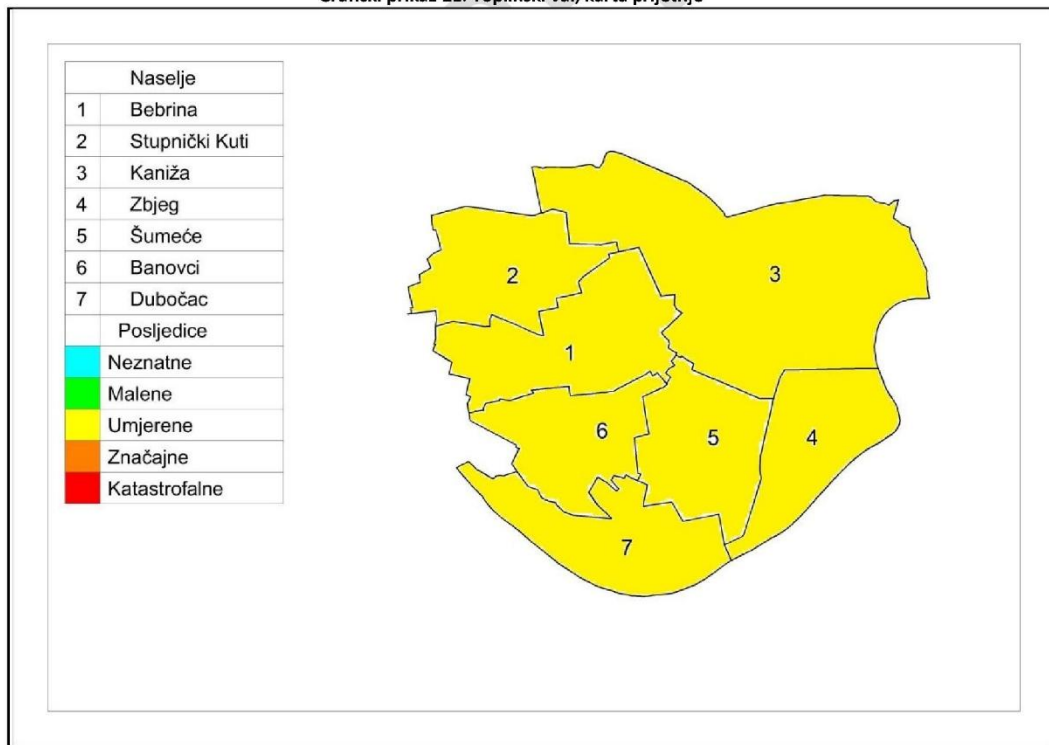 Naselje
1 Bebrina
2 Stupnički Kuti
3 Kaniža
4 Zbjeg
5 Šumeće
6 Banovci
7 Dubočac
Posljedice
Neznatne
Malene
Umjerene
Značajne
Katastrofalne
2
3
1
6
5
4
7